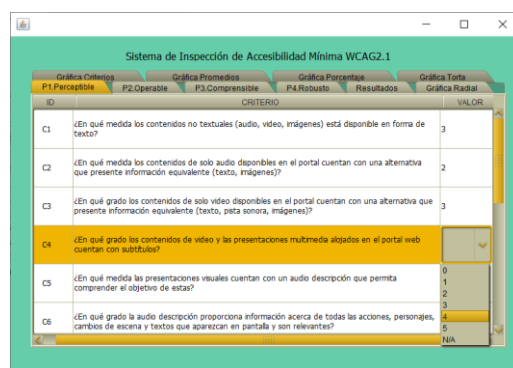 Sistema de Inspección de Accesibilidad Mínima WCAG2.1
Gráfica Criterios Gráfica Promedios Gráfica Porcentaje Gráfica Torta
P1.Perceptible P2.Operable P3.Comprensible P4.Robusto Resultados Gráfica Radial
ID CRITERIO VALOR
C1 ¿En qué medida los contenidos no textuales (audio, video, imágenes) está disponible en forma de 3
texto?
C2 ¿En qué medida los contenidos de solo audio disponibles en el portal cuentan con una alternativa 2
que presente información equivalente (texto, imágenes)?
C3 ¿En qué grado los contenidos de solo video disponibles en el portal cuentan con una alternativa que 3
presente información equivalente (texto, pista sonora, imágenes)?
C4 ¿En qué grado los contenidos de video y las presentaciones multimedia alojados en el portal web
cuentan con subtítulos?
0
1
C5 ¿En qué medida las presentaciones visuales cuentan con un audio descripción que permita 2
comprender el objetivo de estas?
3
4
C6 ¿En qué grado la audio descripción proporciona información acerca de todas las acciones, personajes,
cambios de escena y textos que aparezcan en pantalla y son relevantes? 5
N/A